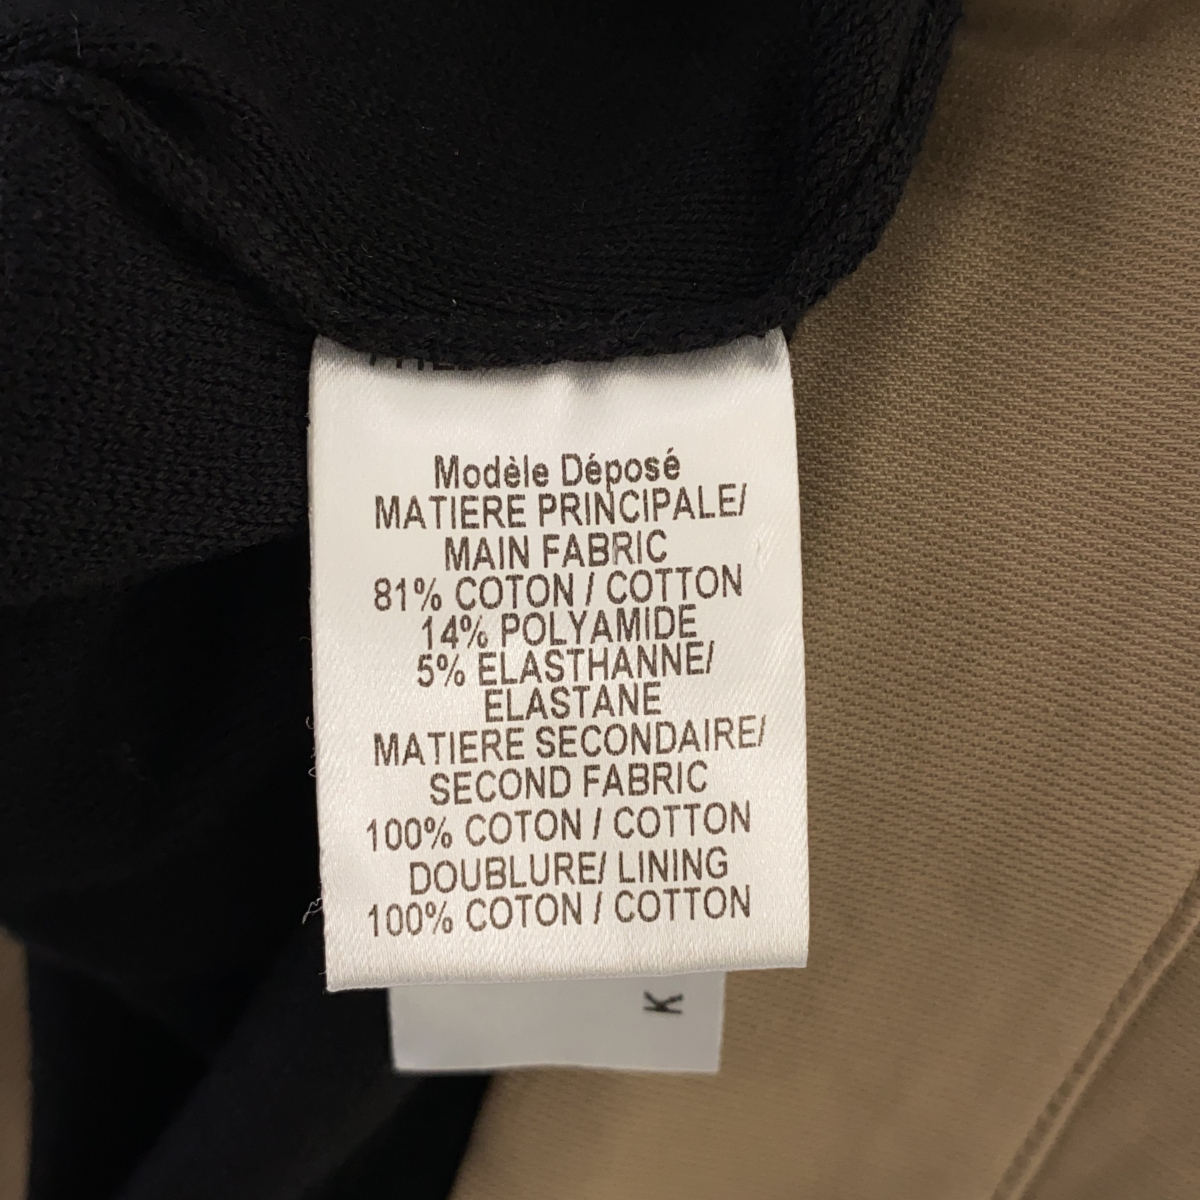 Modèle Déposé
MATIERE PRINCIPALE/
MAIN FABRIC
81% COTON / COTTON
14% POLYAMIDE
5% ELASTHANNE/
ELASTANE
MATIERE SECONDAIRE/
SECOND FABRIC
100% COTON / COTTON
DOUBLURE/ LINING
100% COTON / COTTON
K